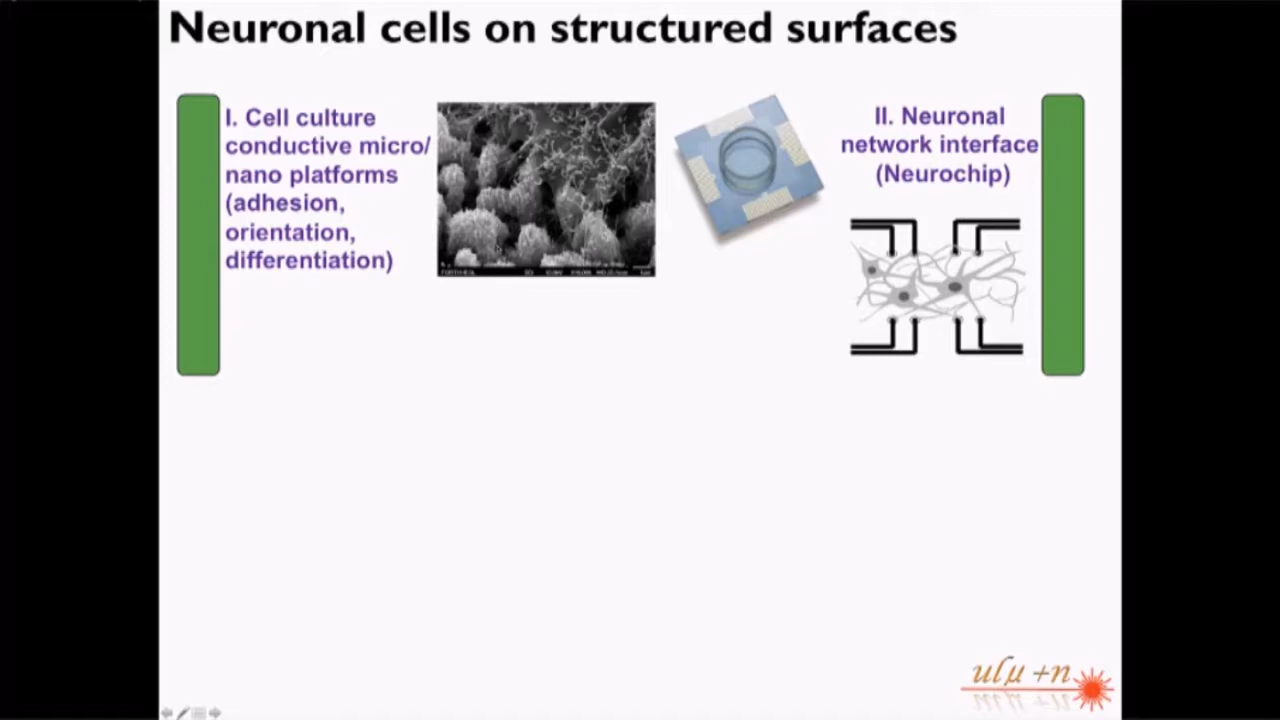 Neuronal cells on structured surfaces
I. Cell culture
conductive micro/
nano platforms
(adhesion,
orientation,
differentiation)
II. Neuronal
network interface
(Neurochip)
ulμ +n